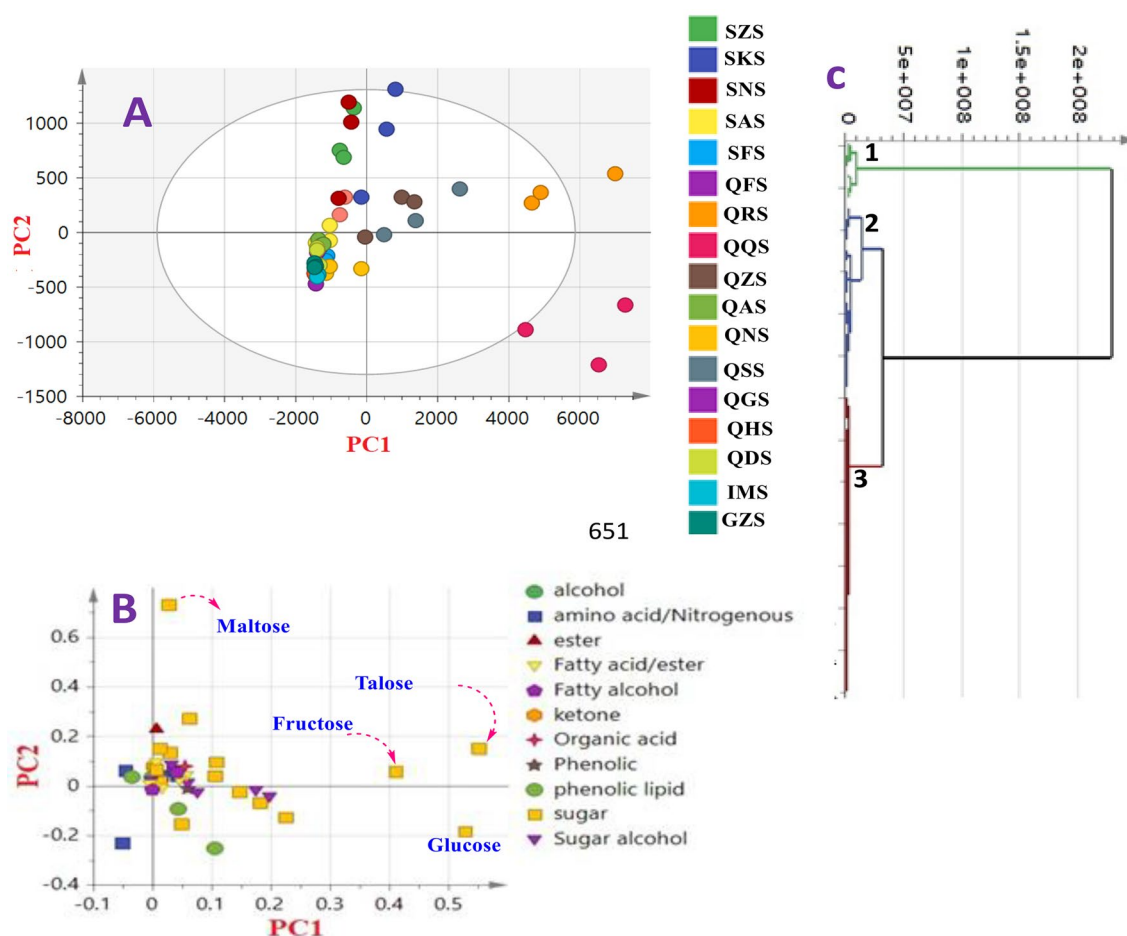 A
PC2
1000
500
0
-500
-1000
-1500
-8000 -6000 -4000 -2000 0 2000 4000 6000
PC1
SZS
SKS
SNS
SAS
SFS
QFS
QRS
QQS
QZS
QAS
QNS
QSS
QGS
QHS
QDS
IMS
GZS
651
C
0 5e+007 1e+008 1.5e+008 2e+008
1
2
3
B
PC2
0.6
0.4
0.2
0
-0.2
-0.4
-0.1 0 0.1 0.2 0.3 0.4 0.5
PC1
Maltose
Talose
Fructose
Glucose
alcohol
amino acid/Nitrogenous
ester
Fatty acid/ester
Fatty alcohol
ketone
Organic acid
Phenolic
phenolic lipid
sugar
Sugar alcohol